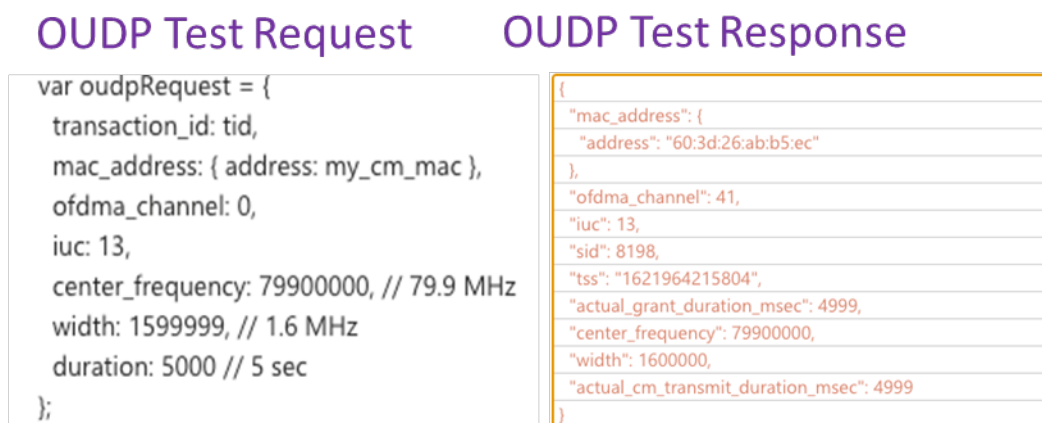 OUDP Test Request
var oudpRequest = {
transaction_id: tid,
mac_address: { address: my_cm_mac },
ofdma_channel: 0,
iuc: 13,
center_frequency: 79900000, // 79.9 MHz
width: 1599999, // 1.6 MHz
duration: 5000 // 5 sec
};
OUDP Test Response
{
"mac_address": {
"address": "60:3d:26:ab:b5:ec"
},
"ofdma_channel": 41,
"iuc": 13,
"sid": 8198,
"tss": "1621964215804",
"actual_grant_duration_msec": 4999,
"center_frequency": 79900000,
"width": 1600000,
"actual_cm_transmit_duration_msec": 4999
}